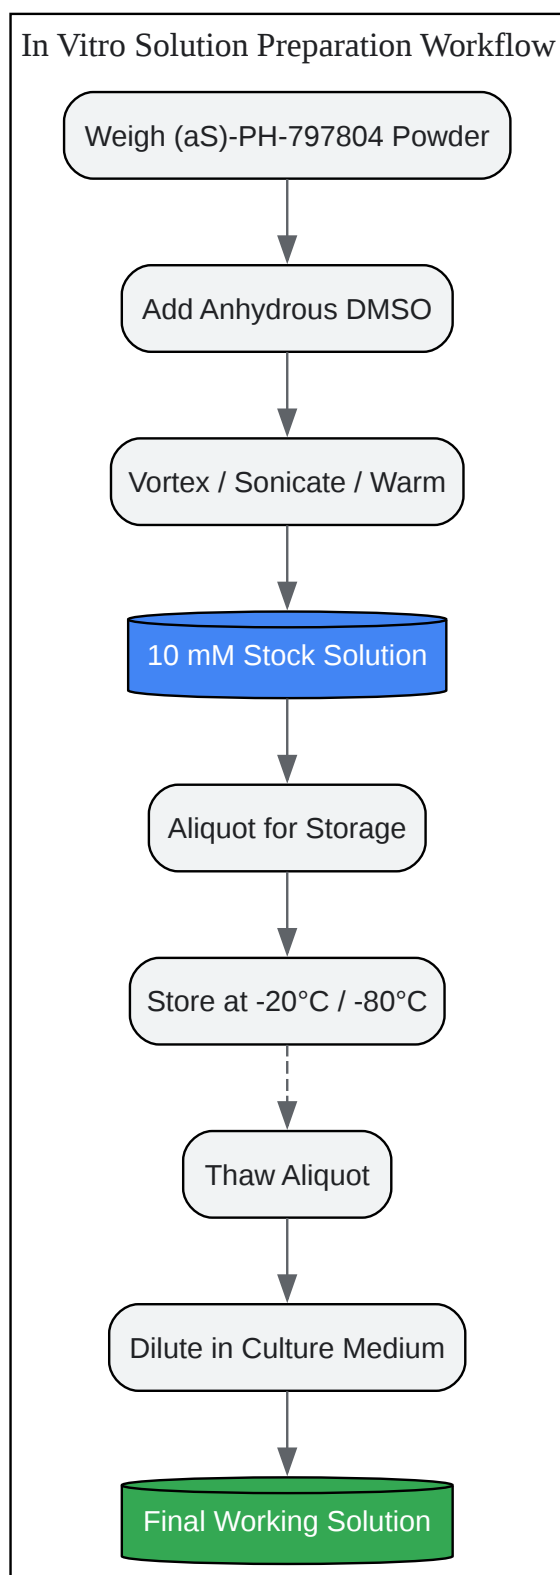 In Vitro Solution Preparation Workflow
Weigh (aS)-PH-797804 Powder
Add Anhydrous DMSO
Vortex / Sonicate / Warm
10 mM Stock Solution
Aliquot for Storage
Store at -20°C / -80°C
Thaw Aliquot
Dilute in Culture Medium
Final Working Solution